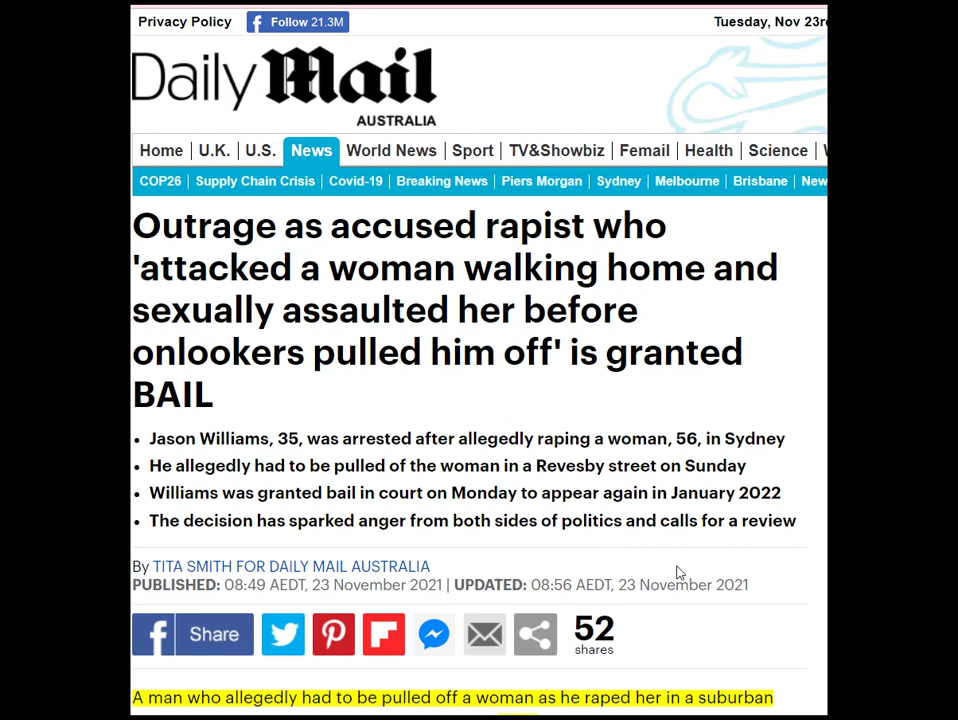 Privacy Policy
Follow 21.3M
Tuesday, Nov 23r
Daily Mail
AUSTRALIA
Home U.K. U.S. News World News Sport TV&Showbiz Femail Health Science
COP26 Supply Chain Crisis Covid-19 Breaking News Piers Morgan Sydney Melbourne Brisbane New
Outrage as accused rapist who
'attacked a woman walking home and
sexually assaulted her before
onlookers pulled him off' is granted
BAIL
• Jason Williams, 35, was arrested after allegedly raping a woman, 56, in Sydney
• He allegedly had to be pulled of the woman in a Revesby street on Sunday
• Williams was granted bail in court on Monday to appear again in January 2022
• The decision has sparked anger from both sides of politics and calls for a review
By TITA SMITH FOR DAILY MAIL AUSTRALIA
PUBLISHED: 08:49 AEDT, 23 November 2021 | UPDATED: 08:56 AEDT, 23 November 2021
Share
52
shares
A man who allegedly had to be pulled off a woman as he raped her in a suburban